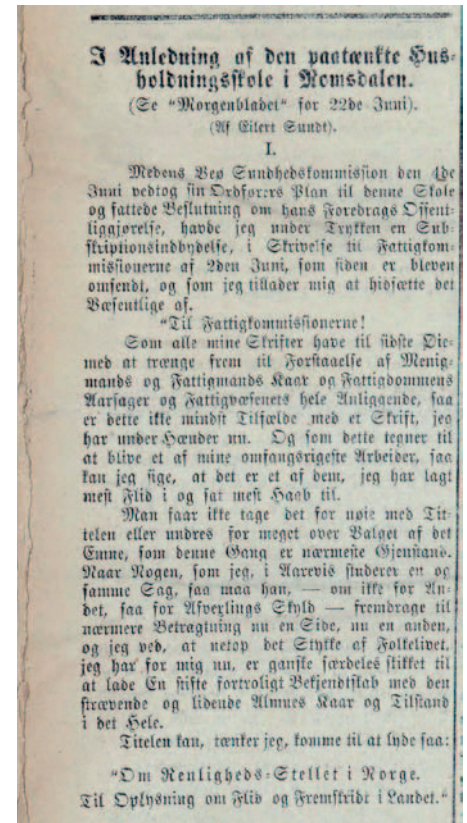 I Anledning af den paatænkte Hus-
holdningsskole i Romsdalen.
(Se "Morgenbladet" for 22de Juni).
(Af Eilert Sundt).
I.
Medens Veø Sundhedskommission den 4de
Juni vedtog sin Ordførers Plan til denne Skole
og fattede Beslutning om hans Foredrags Offent-
liggjørelse, havde jeg under Trykken en Sub-
skriptionsindbydelse, i Skrivelse til Fattigkom-
missionerne af 2den Juni, som siden er bleven
omsendt, og som jeg tillader mig at hidsætte det
Væsentlige af.
"Til Fattigkommissionerne!
Som alle mine Skrifter have til sidste Øie-
med at trænge frem til Forstaaelse af Menig-
mands og Fattigmands Kaar og Fattigdommens
Aarsager og Fattigvæsenets hele Anliggende, saa
er dette ikke mindst Tilfælde med et Skrift, jeg
har under Hænder nu. Og som dette tegner til
at blive et af mine omfangsrigeste Arbeider, saa
kan jeg sige, at det er et af dem, jeg har lagt
mest Flid i og sat mest Haab til.
Man faar ikke tage det for nøie med Tit-
telen eller undres for meget over Valget af det
Emne, som denne Gang er nærmeste Gjenstand.
Naar Nogen, som jeg, i Aarevis studerer en og
samme Sag, saa maa han, — om ikke for An-
det, saa for Afvexlings Skyld — fremdrage til
nærmere Betragtning nu en Side, nu en anden,
og jeg ved, at netop det Stykke af Folkelivet,
jeg har for mig nu, er ganske særdeles skikket til
at lade En stifte fortroligt Bekjendtskab med den
strævende og lidende Almues Kaar og Tilstand
i det Hele.
Titelen kan, tænker jeg, komme til at lyde saa:
"Om Renligheds-Stellet i Norge.
Til Oplysning om Flid og Fremskridt i Landet."